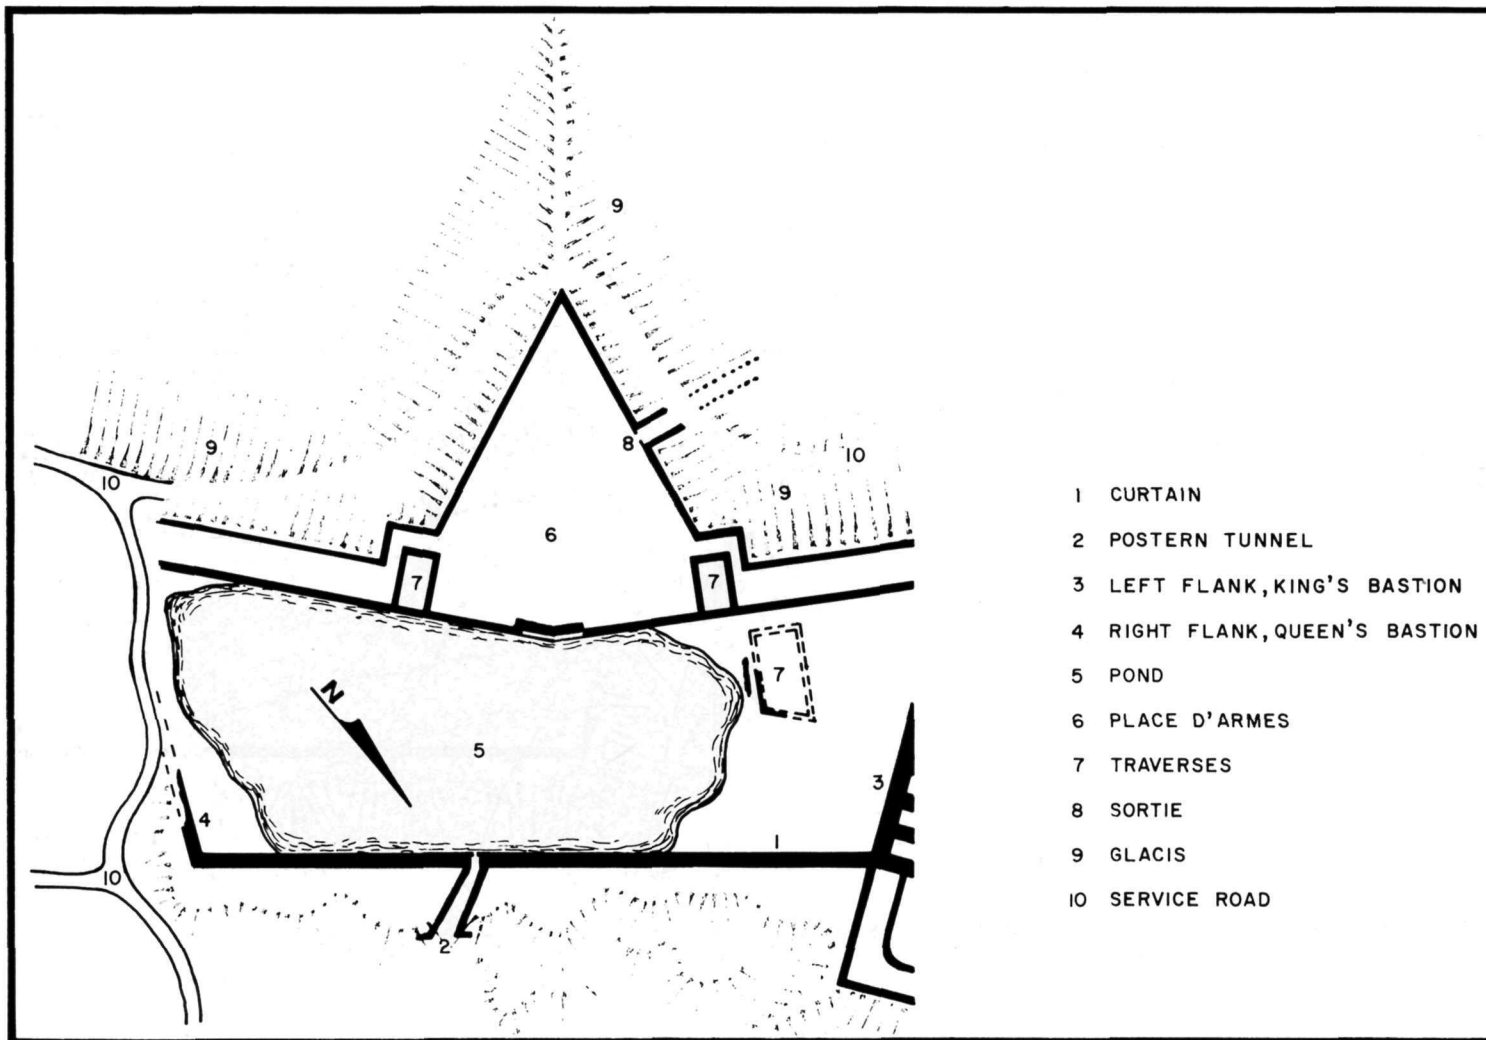 9
10
9
8
9
10
6
7
7
7
N
5
3
4
1
10
2
1 CURTAIN
2 POSTERN TUNNEL
3 LEFT FLANK, KING'S BASTION
4 RIGHT FLANK, QUEEN'S BASTION
5 POND
6 PLACE D'ARMES
7 TRAVERSES
8 SORTIE
9 GLACIS
10 SERVICE ROAD